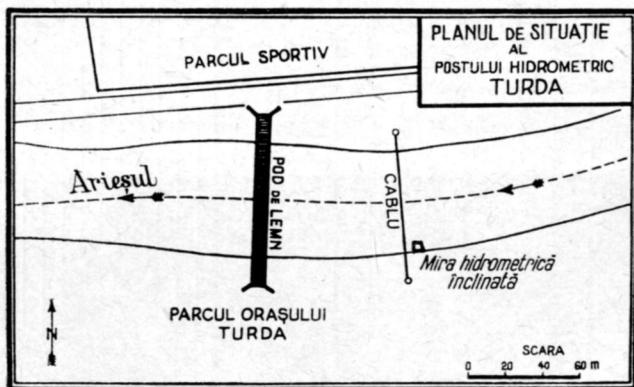 PLANUL DE SITUAȚIE
AL
POSTULUI HIDROMETRIC
TURDA
PARCUL SPORTIV
Arieșul
POD DE LEMN
CABLU
Mira hidrometrică
înclinată
PARCUL ORAȘULUI
TURDA
N
SCARA
0 20 40 60 m